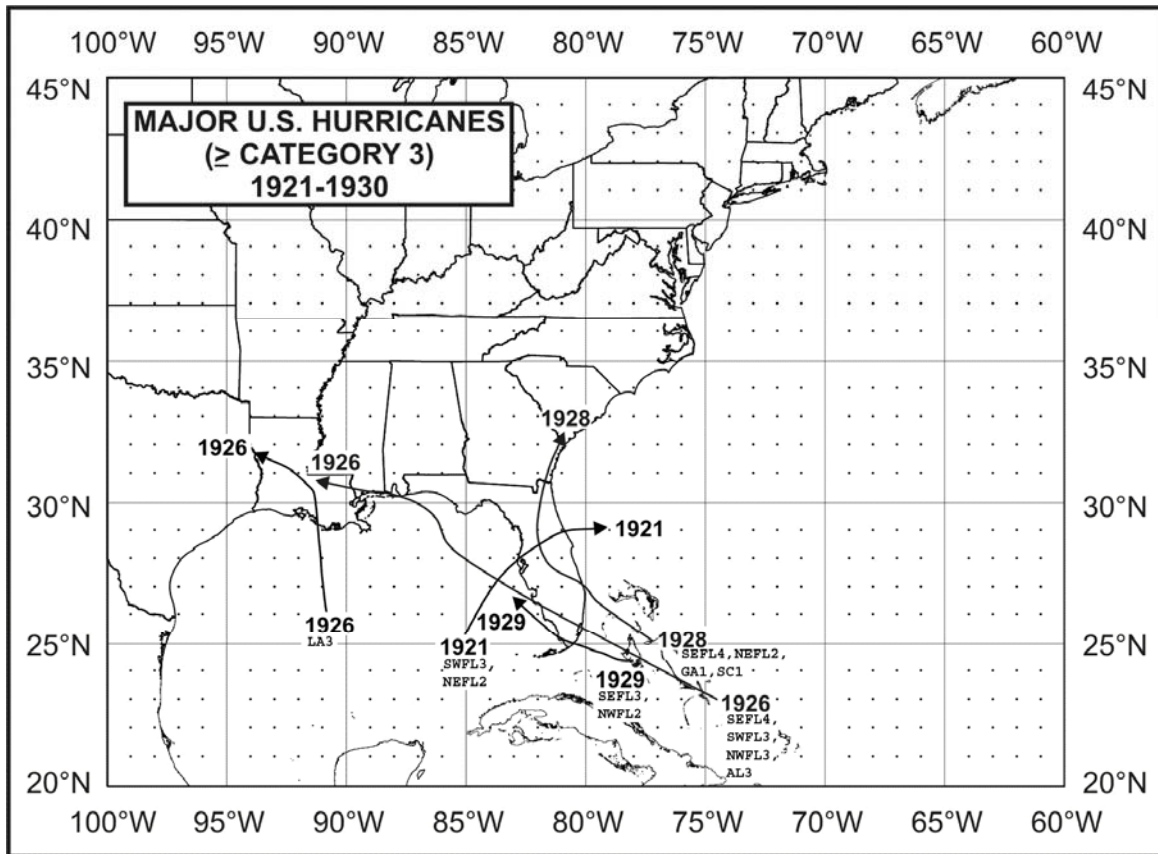 100°W 95°W 90°W 85°W 80°W 75°W 70°W 65°W 60°W
45°N 45°N
MAJOR U.S. HURRICANES
(≥ CATEGORY 3)
1921-1930
40°N 40°N
35°N 35°N
1928
1926
1926
30°N 30°N
1921
1926
LA3
1921
SWFL3,
NEFL2
1929
25°N 25°N
1928
SEFL4,NEFL2,
GA1,SC1
1929
SEFL3,
NWFL2
1926
SEFL4,
SWFL3,
NWFL3,
AL3
20°N 20°N
100°W 95°W 90°W 85°W 80°W 75°W 70°W 65°W 60°W